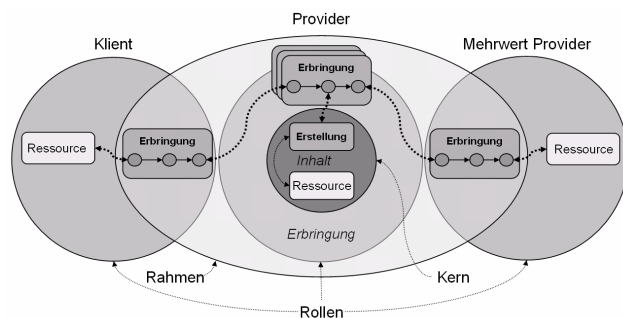 Provider
Klient
Mehrwert Provider
Erbringung
Ressource
Erbringung
Erstellung
Erbringung
Ressource
Inhalt
Ressource
Erbringung
Rahmen
Kern
Rollen